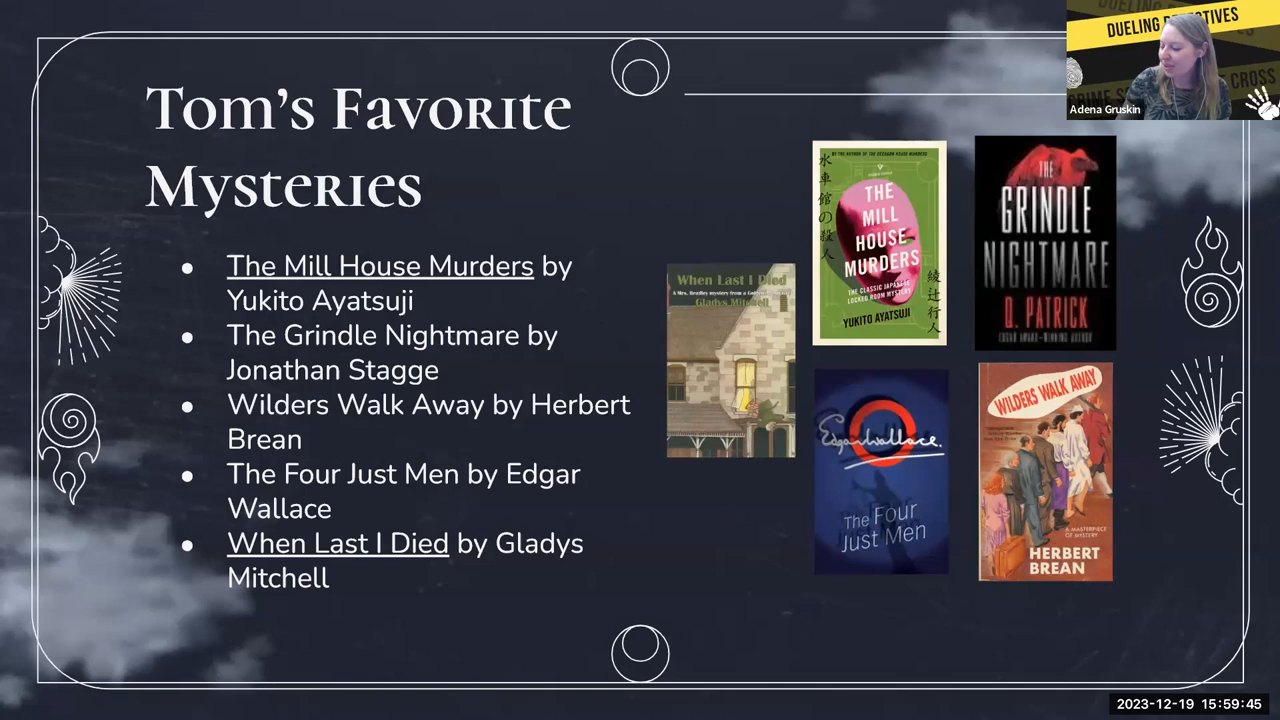 Tom's Favorite
Mysteries
The Mill House Murders by
Yukito Ayatsuji
The Grindle Nightmare by
Jonathan Stagge
Wilders Walk Away by Herbert
Brean
The Four Just Men by Edgar
Wallace
When Last I Died by Gladys
Mitchell
When Last I Died
Gladys Mitchell
BY THE AUTHOR OF THE DECAGON HOUSE MURDERS
水車館の殺人
THE
MILL
HOUSE
MURDERS
THE CLASSIC JAPANESE
LOCKED ROOM MYSTERY
綾辻行人
YUKITO AYATSUJI
THE
GRINDLE
NIGHTMARE
Q. PATRICK
EDGAR AWARD-WINNING AUTHOR
Edgar Wallace.
The Four
Just Men
WILDERS WALK AWAY
A MASTERPIECE
OF MYSTERY
HERBERT
BREAN
DUELING DETECTIVES
CROSS
Adena Gruskin
2023-12-19 15:59:45